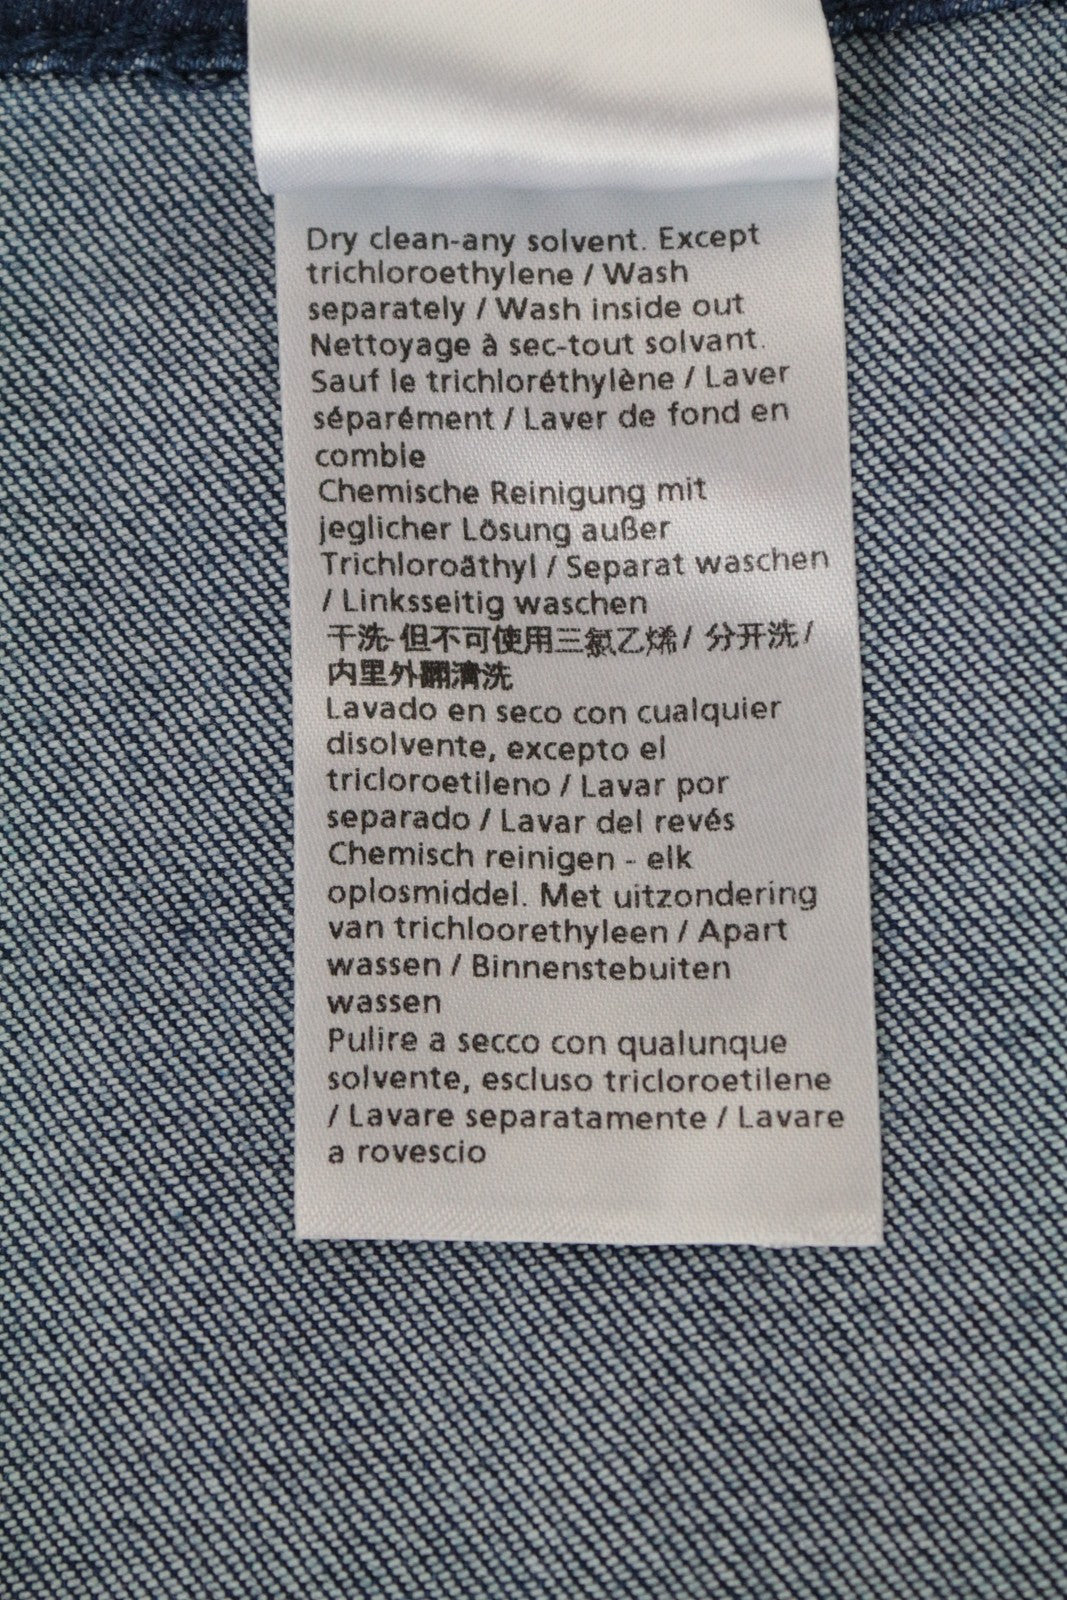 Dry clean-any solvent. Except
trichloroethylene / Wash
separately / Wash inside out
Nettoyage à sec-tout solvant.
Sauf le trichloréthylène / Laver
séparément / Laver de fond en
comble
Chemische Reinigung mit
jeglicher Lösung außer
Trichloroäthyl / Separat waschen
/ Linksseitig waschen
干洗-但不可使用三氯乙烯/ 分开洗/
内里外翻清洗
Lavado en seco con cualquier
disolvente, excepto el
tricloroetileno / Lavar por
separado / Lavar del revés
Chemisch reinigen - elk
oplosmiddel. Met uitzondering
van trichloorethyleen / Apart
wassen / Binnenstebuiten
wassen
Pulire a secco con qualunque
solvente, escluso tricloroetilene
/ Lavare separatamente / Lavare
a rovescio